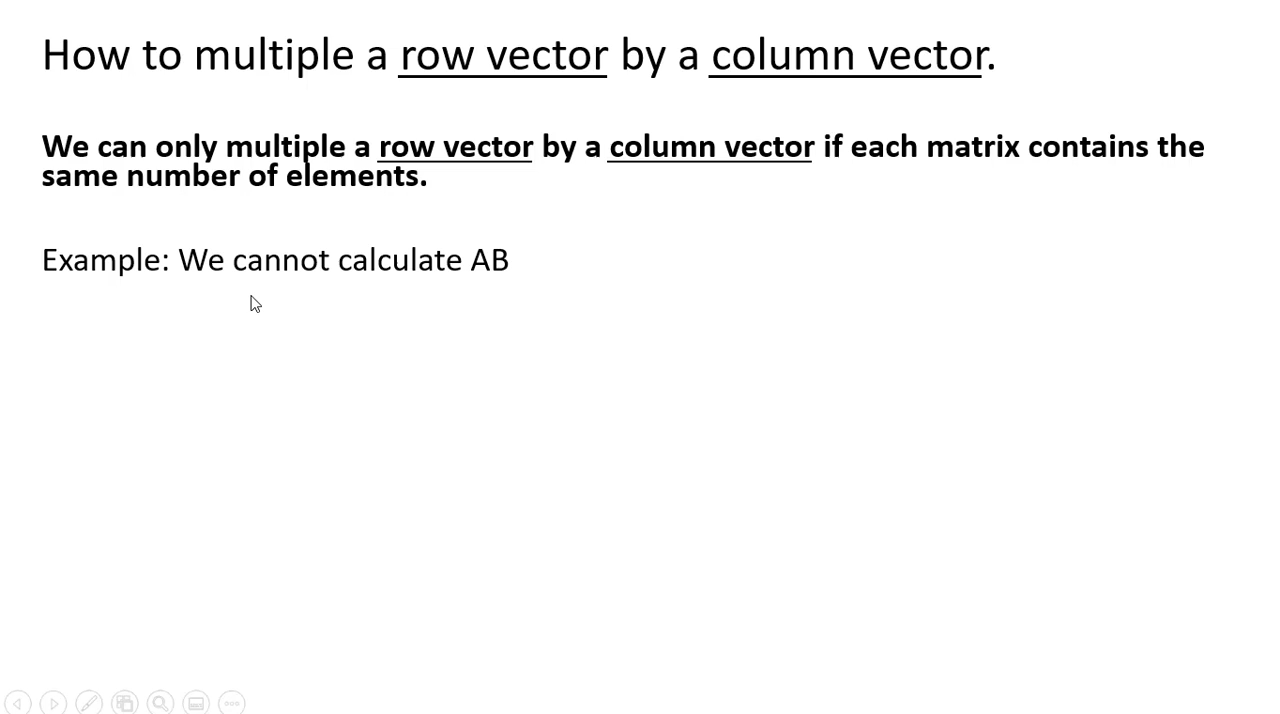 How to multiple a row vector by a column vector.
We can only multiple a row vector by a column vector if each matrix contains the
same number of elements.
Example: We cannot calculate AB